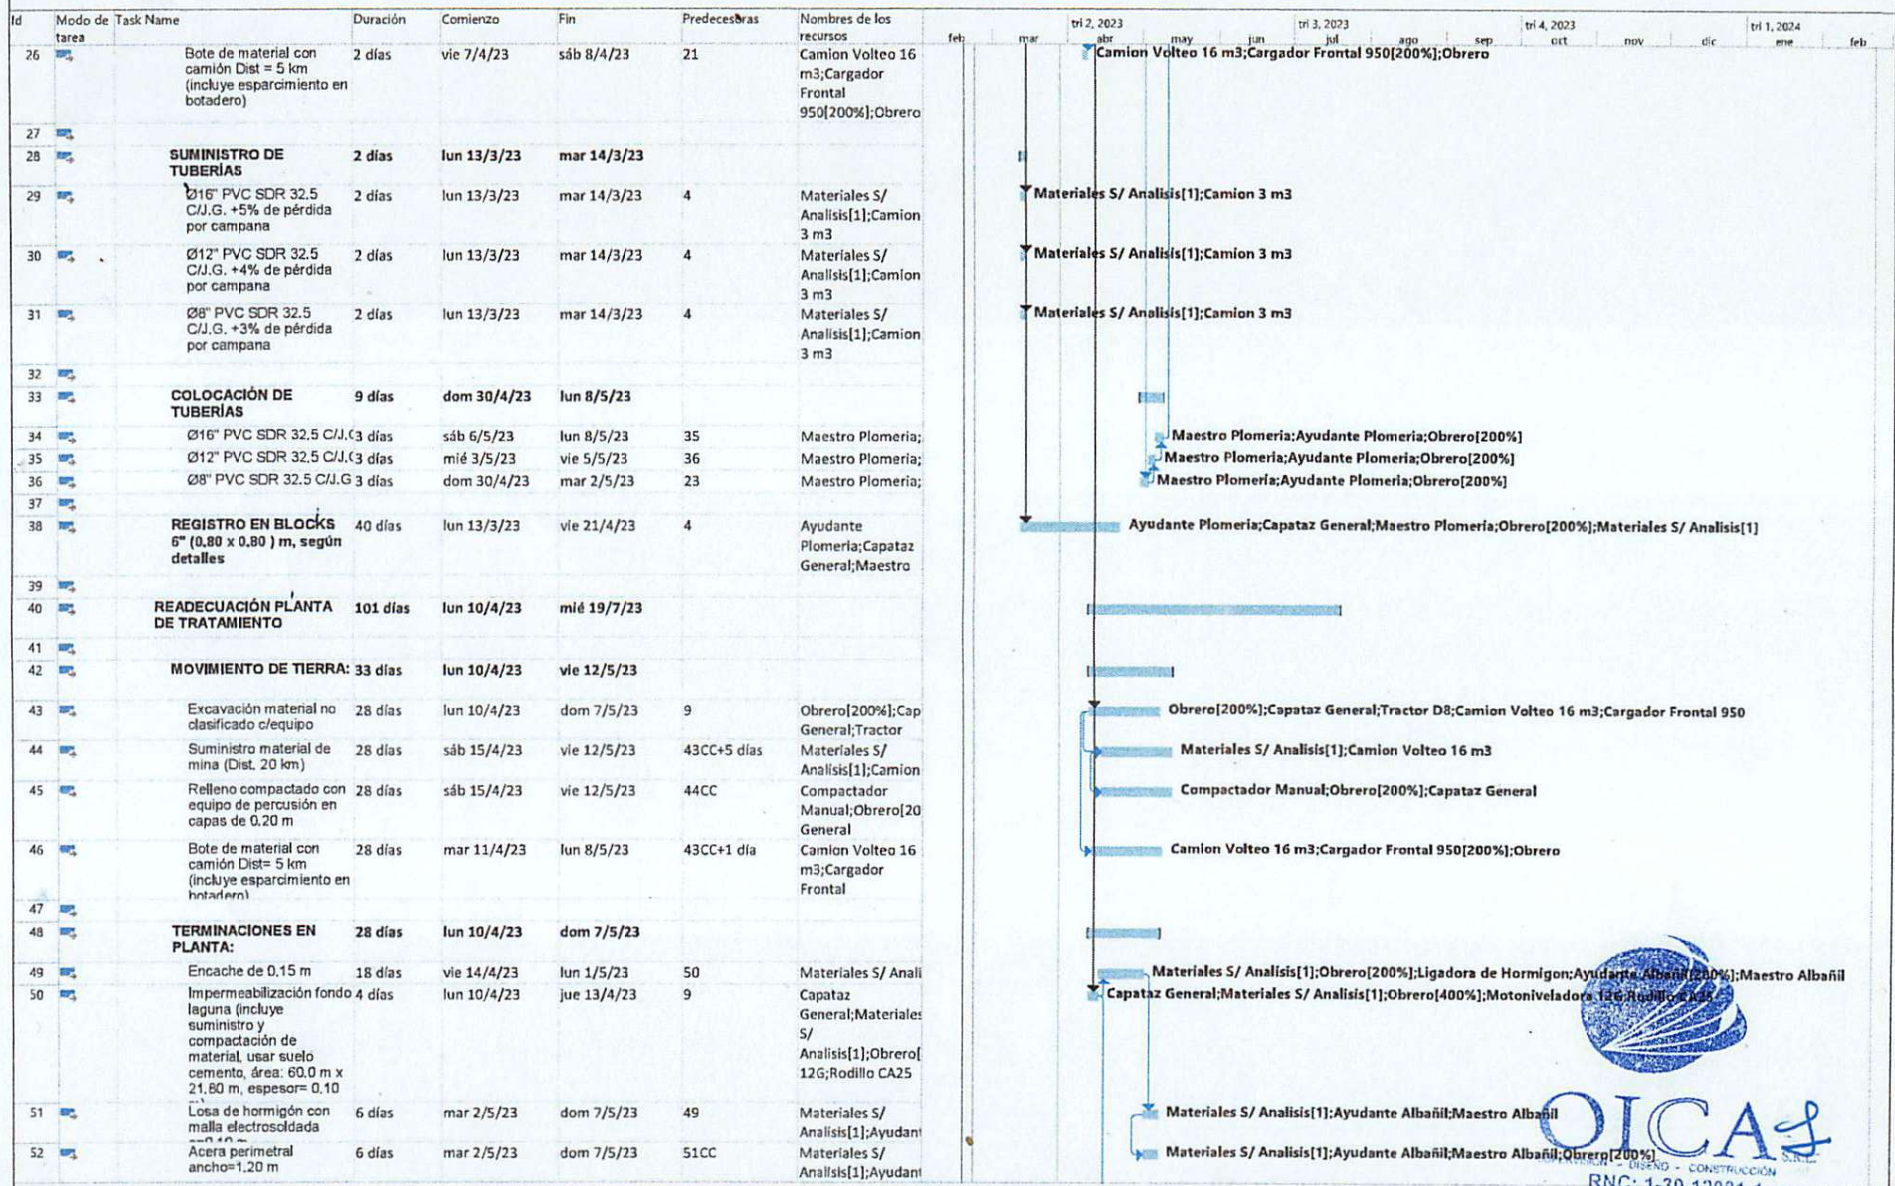 Id Modo de tarea Task Name Duración Comienzo Fin Predecesoras Nombres de los recursos
tri 2, 2023 tri 3, 2023 tri 4, 2023 tri 1, 2024
feb mar abr may jun jul ago sep oct nov dic ene feb
26 Bote de material con 2 días vie 7/4/23 sáb 8/4/23 21 Camion Volteo 16 Camion Volteo 16 m3;Cargador Frontal 950[200%];Obrero
camión Dist = 5 km m3;Cargador
(incluye esparcimiento en Frontal
botadero) 950[200%];Obrero
27
28 SUMINISTRO DE 2 días lun 13/3/23 mar 14/3/23
TUBERÍAS
29 Ø16" PVC SDR 32.5 2 días lun 13/3/23 mar 14/3/23 4 Materiales S/ Materiales S/ Analisis[1];Camion 3 m3
C/J.G. +5% de pérdida Analisis[1];Camion
por campana 3 m3
30 Ø12" PVC SDR 32.5 2 días lun 13/3/23 mar 14/3/23 4 Materiales S/ Materiales S/ Analisis[1];Camion 3 m3
C/J.G. +4% de pérdida Analisis[1];Camion
por campana 3 m3
31 Ø8" PVC SDR 32.5 2 días lun 13/3/23 mar 14/3/23 4 Materiales S/ Materiales S/ Analisis[1];Camion 3 m3
C/J.G. +3% de pérdida Analisis[1];Camion
por campana 3 m3
32
33 COLOCACIÓN DE 9 días dom 30/4/23 lun 8/5/23
TUBERÍAS
34 Ø16" PVC SDR 32.5 C/J.G 3 días sáb 6/5/23 lun 8/5/23 35 Maestro Plomeria; Maestro Plomeria;Ayudante Plomeria;Obrero[200%]
35 Ø12" PVC SDR 32.5 C/J.G 3 días mié 3/5/23 vie 5/5/23 36 Maestro Plomeria; Maestro Plomeria;Ayudante Plomeria;Obrero[200%]
36 Ø8" PVC SDR 32.5 C/J.G 3 días dom 30/4/23 mar 2/5/23 23 Maestro Plomeria; Maestro Plomeria;Ayudante Plomeria;Obrero[200%]
37
38 REGISTRO EN BLOCKS 40 días lun 13/3/23 vie 21/4/23 4 Ayudante Ayudante Plomeria;Capataz General;Maestro Plomeria;Obrero[200%];Materiales S/ Analisis[1]
6" (0.80 x 0.80 ) m, según Plomeria;Capataz
detalles General;Maestro
39
40 READECUACIÓN PLANTA 101 días lun 10/4/23 mié 19/7/23
DE TRATAMIENTO
41
42 MOVIMIENTO DE TIERRA: 33 días lun 10/4/23 vie 12/5/23
43 Excavación material no 28 días lun 10/4/23 dom 7/5/23 9 Obrero[200%];Cap Obrero[200%];Capataz General;Tractor D8;Camion Volteo 16 m3;Cargador Frontal 950
clasificado c/equipo General;Tractor
44 Suministro material de 28 días sáb 15/4/23 vie 12/5/23 43CC+5 días Materiales S/ Materiales S/ Analisis[1];Camion Volteo 16 m3
mina (Dist. 20 km) Analisis[1];Camion
45 Relleno compactado con 28 días sáb 15/4/23 vie 12/5/23 44CC Compactador Compactador Manual;Obrero[200%];Capataz General
equipo de percusión en Manual;Obrero[20
capas de 0.20 m General
46 Bote de material con 28 días mar 11/4/23 lun 8/5/23 43CC+1 día Camion Volteo 16 Camion Volteo 16 m3;Cargador Frontal 950[200%];Obrero
camión Dist= 5 km m3;Cargador
(incluye esparcimiento en Frontal
botadero)
47
48 TERMINACIONES EN 28 días lun 10/4/23 dom 7/5/23
PLANTA:
49 Encache de 0.15 m 18 días vie 14/4/23 lun 1/5/23 50 Materiales S/ Anali Materiales S/ Analisis[1];Obrero[200%];Ligadora de Hormigon;Ayudante Albañil[200%];Maestro Albañil
50 Impermeabilización fondo 4 días lun 10/4/23 jue 13/4/23 9 Capataz Capataz General;Materiales S/ Analisis[1];Obrero[400%];Motoniveladora 12G;Rodillo CA25
laguna (incluye General;Materiales
suministro y S/
compactación de Analisis[1];Obrero[
material, usar suelo 12G;Rodillo CA25
cemento, área: 60.0 m x
21.80 m, espesor= 0.10
51 Losa de hormigón con 6 días mar 2/5/23 dom 7/5/23 49 Materiales S/ Materiales S/ Analisis[1];Ayudante Albañil;Maestro Albañil
malla electrosoldada Analisis[1];Ayudant
52 Acera perimetral 6 días mar 2/5/23 dom 7/5/23 51CC Materiales S/ Materiales S/ Analisis[1];Ayudante Albañil;Maestro Albañil;Obrero[200%]
ancho=1.20 m Analisis[1];Ayudant
OICA
S.R.L.
SUPERVISIÓN - DISEÑO - CONSTRUCCIÓN